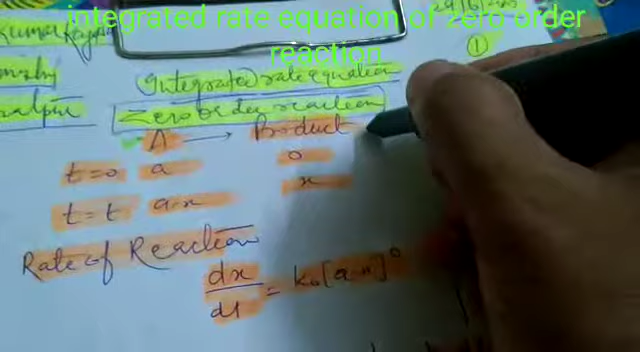 integrated rate equation of zero order
reaction
Kumar
①
Integrated rate equation
Zero order reaction
A → Product
t=0 a 0
t=t a-x x
Rate of Reaction
dx/dt = k₀[a-x]⁰